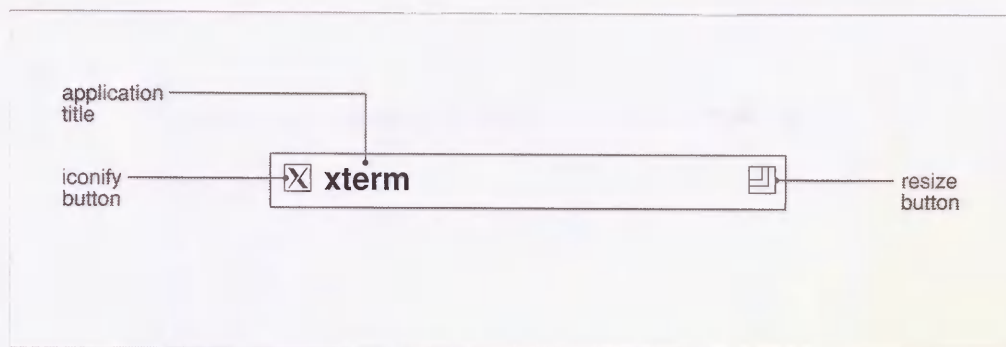 application
title
iconify
button
xterm
resize
button